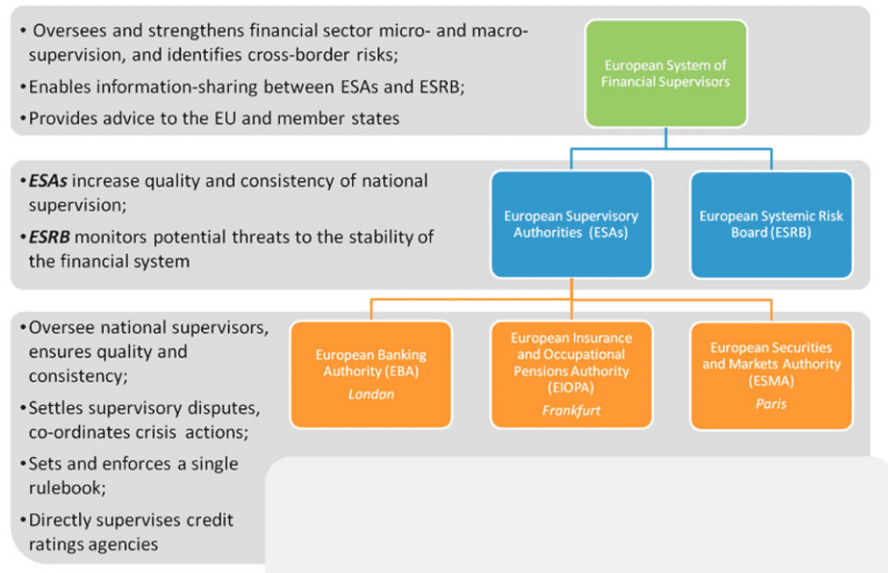 • Oversees and strengthens financial sector micro- and macro-
supervision, and identifies cross-border risks;
• Enables information-sharing between ESAs and ESRB;
• Provides advice to the EU and member states
European System of
Financial Supervisors
• ESAs increase quality and consistency of national
supervision;
• ESRB monitors potential threats to the stability of
the financial system
European Supervisory
Authorities (ESAs)
European Systemic Risk
Board (ESRB)
• Oversee national supervisors,
ensures quality and
consistency;
• Settles supervisory disputes,
co-ordinates crisis actions;
• Sets and enforces a single
rulebook;
• Directly supervises credit
ratings agencies
European Banking
Authority (EBA)
London
European Insurance
and Occupational
Pensions Authority
(EIOPA)
Frankfurt
European Securities
and Markets Authority
(ESMA)
Paris